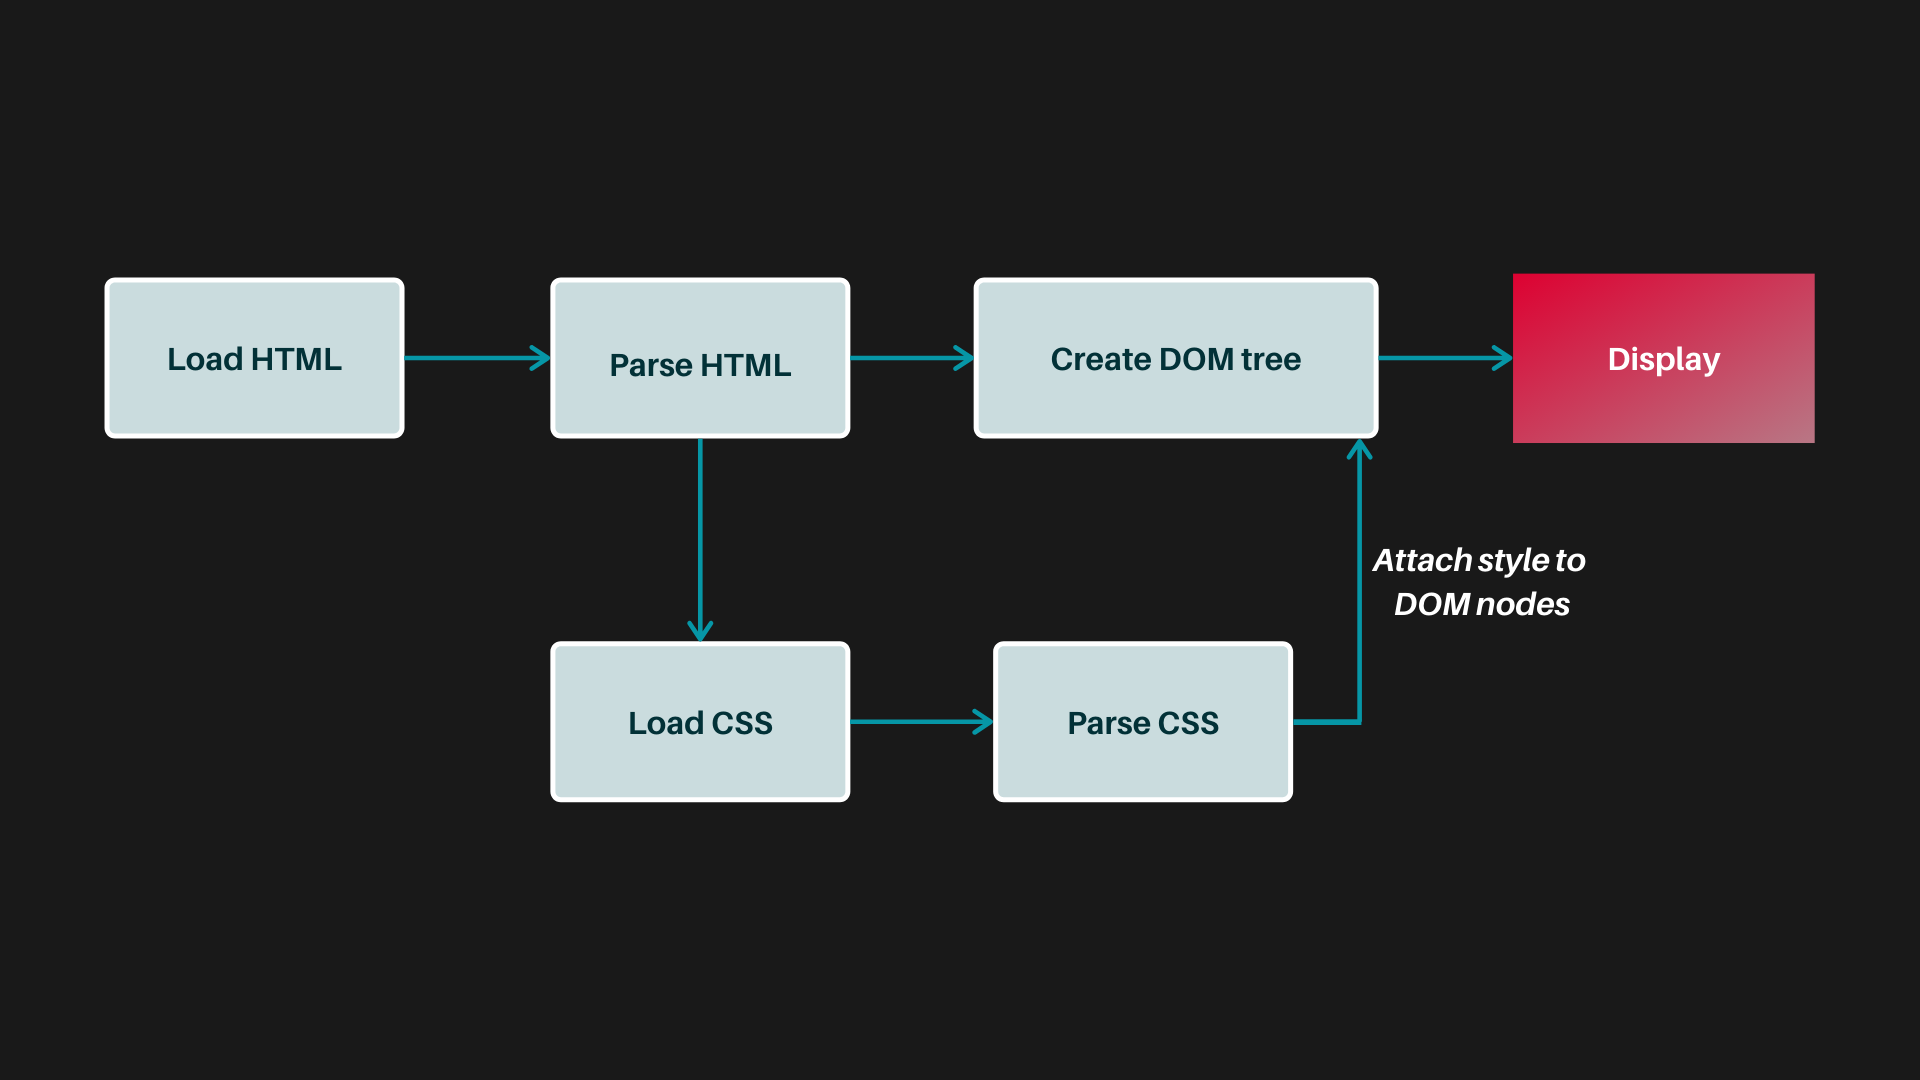 Load HTML
Parse HTML
Create DOM tree
Display
Attach style to
DOM nodes
Load CSS
Parse CSS